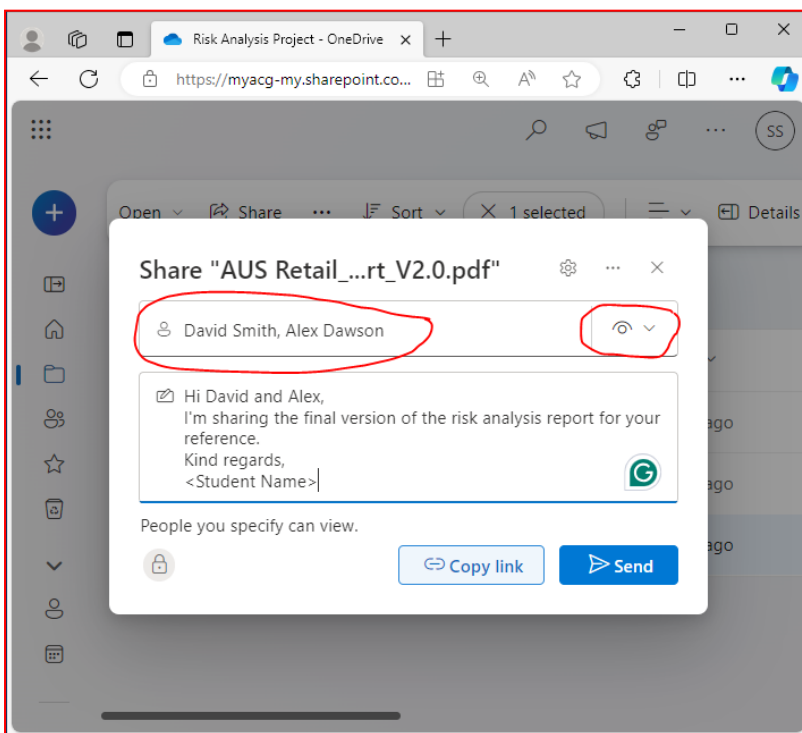 Risk Analysis Project - OneDrive
https://myacg-my.sharepoint.co...
SS
Open Share ... Sort 1 selected Details
Share "AUS Retail_...rt_V2.0.pdf"
David Smith, Alex Dawson
Hi David and Alex,
I'm sharing the final version of the risk analysis report for your
reference.
Kind regards,
<Student Name>
ago
ago
People you specify can view.
ago
Copy link Send